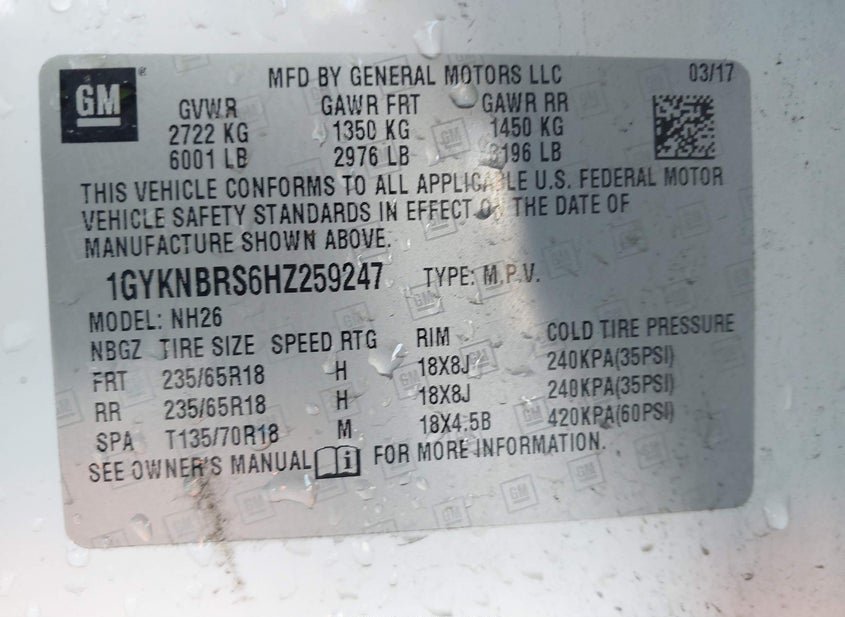 GM ® MFD BY GENERAL MOTORS LLC 03/17
GVWR GAWR FRT GAWR RR
2722 KG 1350 KG 1450 KG
6001 LB 2976 LB 3196 LB
THIS VEHICLE CONFORMS TO ALL APPLICABLE U.S. FEDERAL MOTOR
VEHICLE SAFETY STANDARDS IN EFFECT ON THE DATE OF
MANUFACTURE SHOWN ABOVE.
1GYKNBRS6HZ259247 TYPE: M.P.V.
MODEL: NH26
NBGZ TIRE SIZE SPEED RTG RIM COLD TIRE PRESSURE
FRT 235/65R18 H 18X8J 240KPA(35PSI)
RR 235/65R18 H 18X8J 240KPA(35PSI)
SPA T135/70R18 M 18X4.5B 420KPA(60PSI)
SEE OWNER'S MANUAL i FOR MORE INFORMATION.